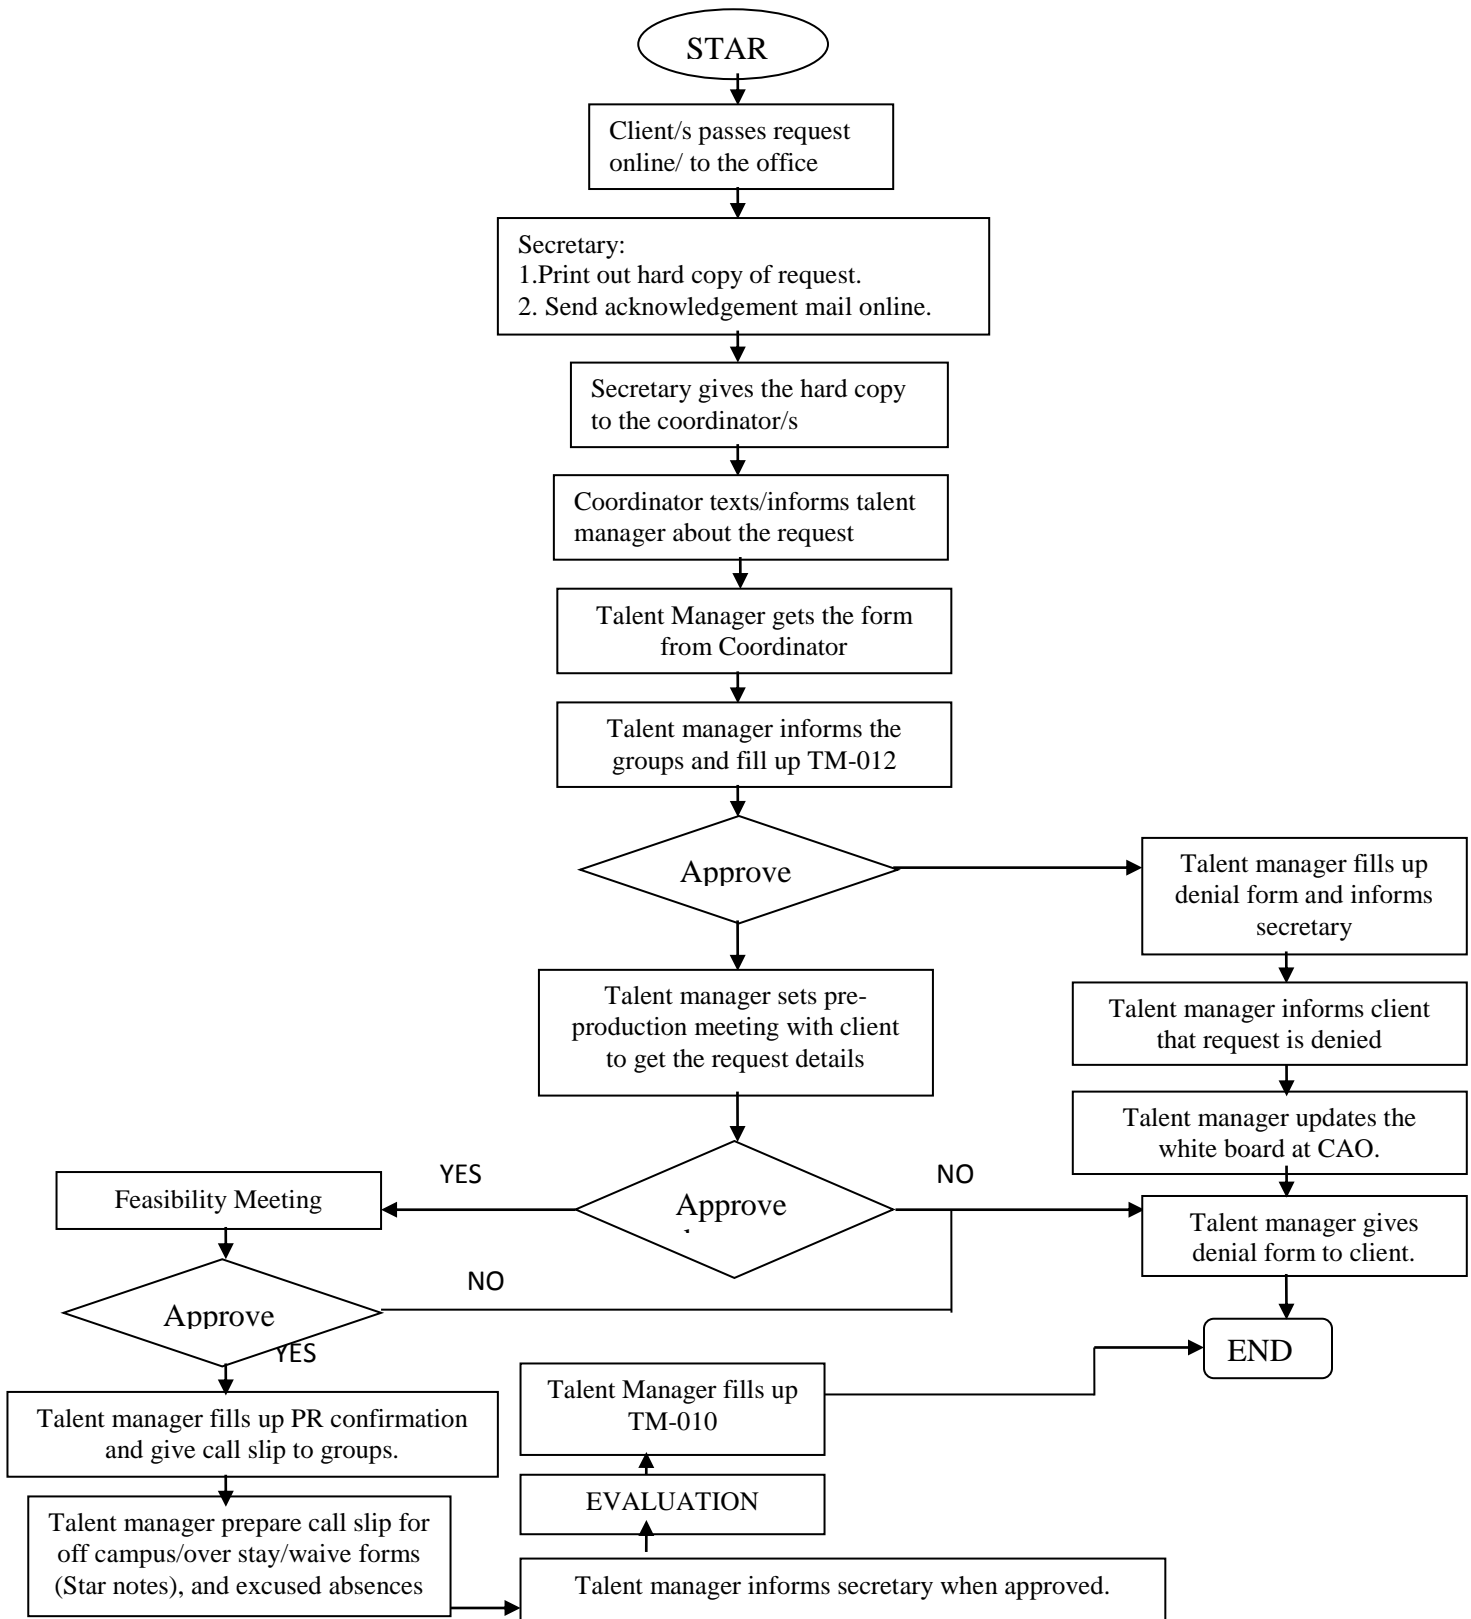 STAR
Client/s passes request
online/ to the office
Secretary:
1.Print out hard copy of request.
2. Send acknowledgement mail online.
Secretary gives the hard copy
to the coordinator/s
Coordinator texts/informs talent
manager about the request
Talent Manager gets the form
from Coordinator
Talent manager informs the
groups and fill up TM-012
Approve
Talent manager fills up
denial form and informs
secretary
Talent manager sets pre-
production meeting with client
to get the request details
Talent manager informs client
that request is denied
Talent manager updates the
white board at CAO.
YES
NO
Approve
Feasibility Meeting
Talent manager gives
denial form to client.
NO
Approve
YES
END
Talent manager fills up PR confirmation
and give call slip to groups.
Talent Manager fills up
TM-010
EVALUATION
Talent manager prepare call slip for
off campus/over stay/waive forms
(Star notes), and excused absences
Talent manager informs secretary when approved.